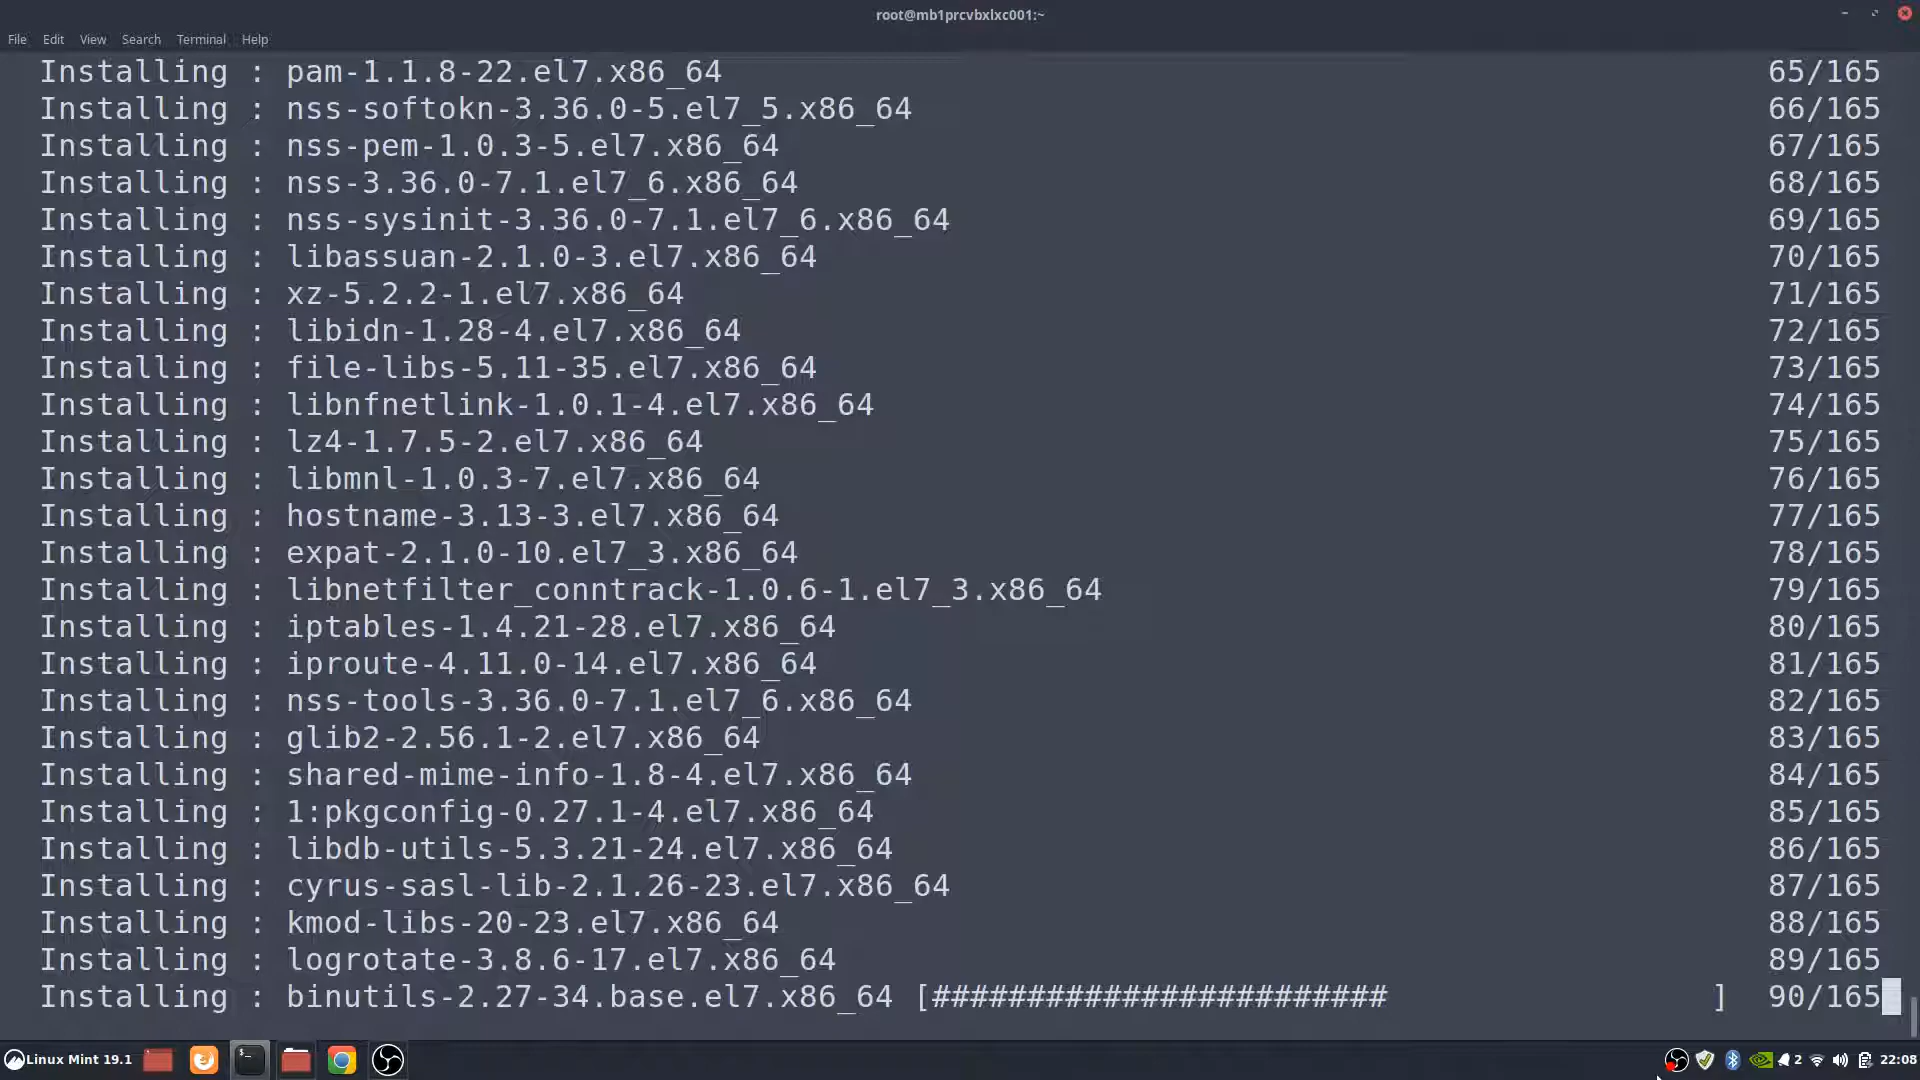 root@mb1prcvbxlxc001:~
File Edit View Search Terminal Help
Installing : pam-1.1.8-22.el7.x86_64 65/165
Installing : nss-softokn-3.36.0-5.el7_5.x86_64 66/165
Installing : nss-pem-1.0.3-5.el7.x86_64 67/165
Installing : nss-3.36.0-7.1.el7_6.x86_64 68/165
Installing : nss-sysinit-3.36.0-7.1.el7_6.x86_64 69/165
Installing : libassuan-2.1.0-3.el7.x86_64 70/165
Installing : xz-5.2.2-1.el7.x86_64 71/165
Installing : libidn-1.28-4.el7.x86_64 72/165
Installing : file-libs-5.11-35.el7.x86_64 73/165
Installing : libnfnetlink-1.0.1-4.el7.x86_64 74/165
Installing : lz4-1.7.5-2.el7.x86_64 75/165
Installing : libmnl-1.0.3-7.el7.x86_64 76/165
Installing : hostname-3.13-3.el7.x86_64 77/165
Installing : expat-2.1.0-10.el7_3.x86_64 78/165
Installing : libnetfilter_conntrack-1.0.6-1.el7_3.x86_64 79/165
Installing : iptables-1.4.21-28.el7.x86_64 80/165
Installing : iproute-4.11.0-14.el7.x86_64 81/165
Installing : nss-tools-3.36.0-7.1.el7_6.x86_64 82/165
Installing : glib2-2.56.1-2.el7.x86_64 83/165
Installing : shared-mime-info-1.8-4.el7.x86_64 84/165
Installing : 1:pkgconfig-0.27.1-4.el7.x86_64 85/165
Installing : libdb-utils-5.3.21-24.el7.x86_64 86/165
Installing : cyrus-sasl-lib-2.1.26-23.el7.x86_64 87/165
Installing : kmod-libs-20-23.el7.x86_64 88/165
Installing : logrotate-3.8.6-17.el7.x86_64 89/165
Installing : binutils-2.27-34.base.el7.x86_64 [######################## ] 90/165
Linux Mint 19.1 2 22:08